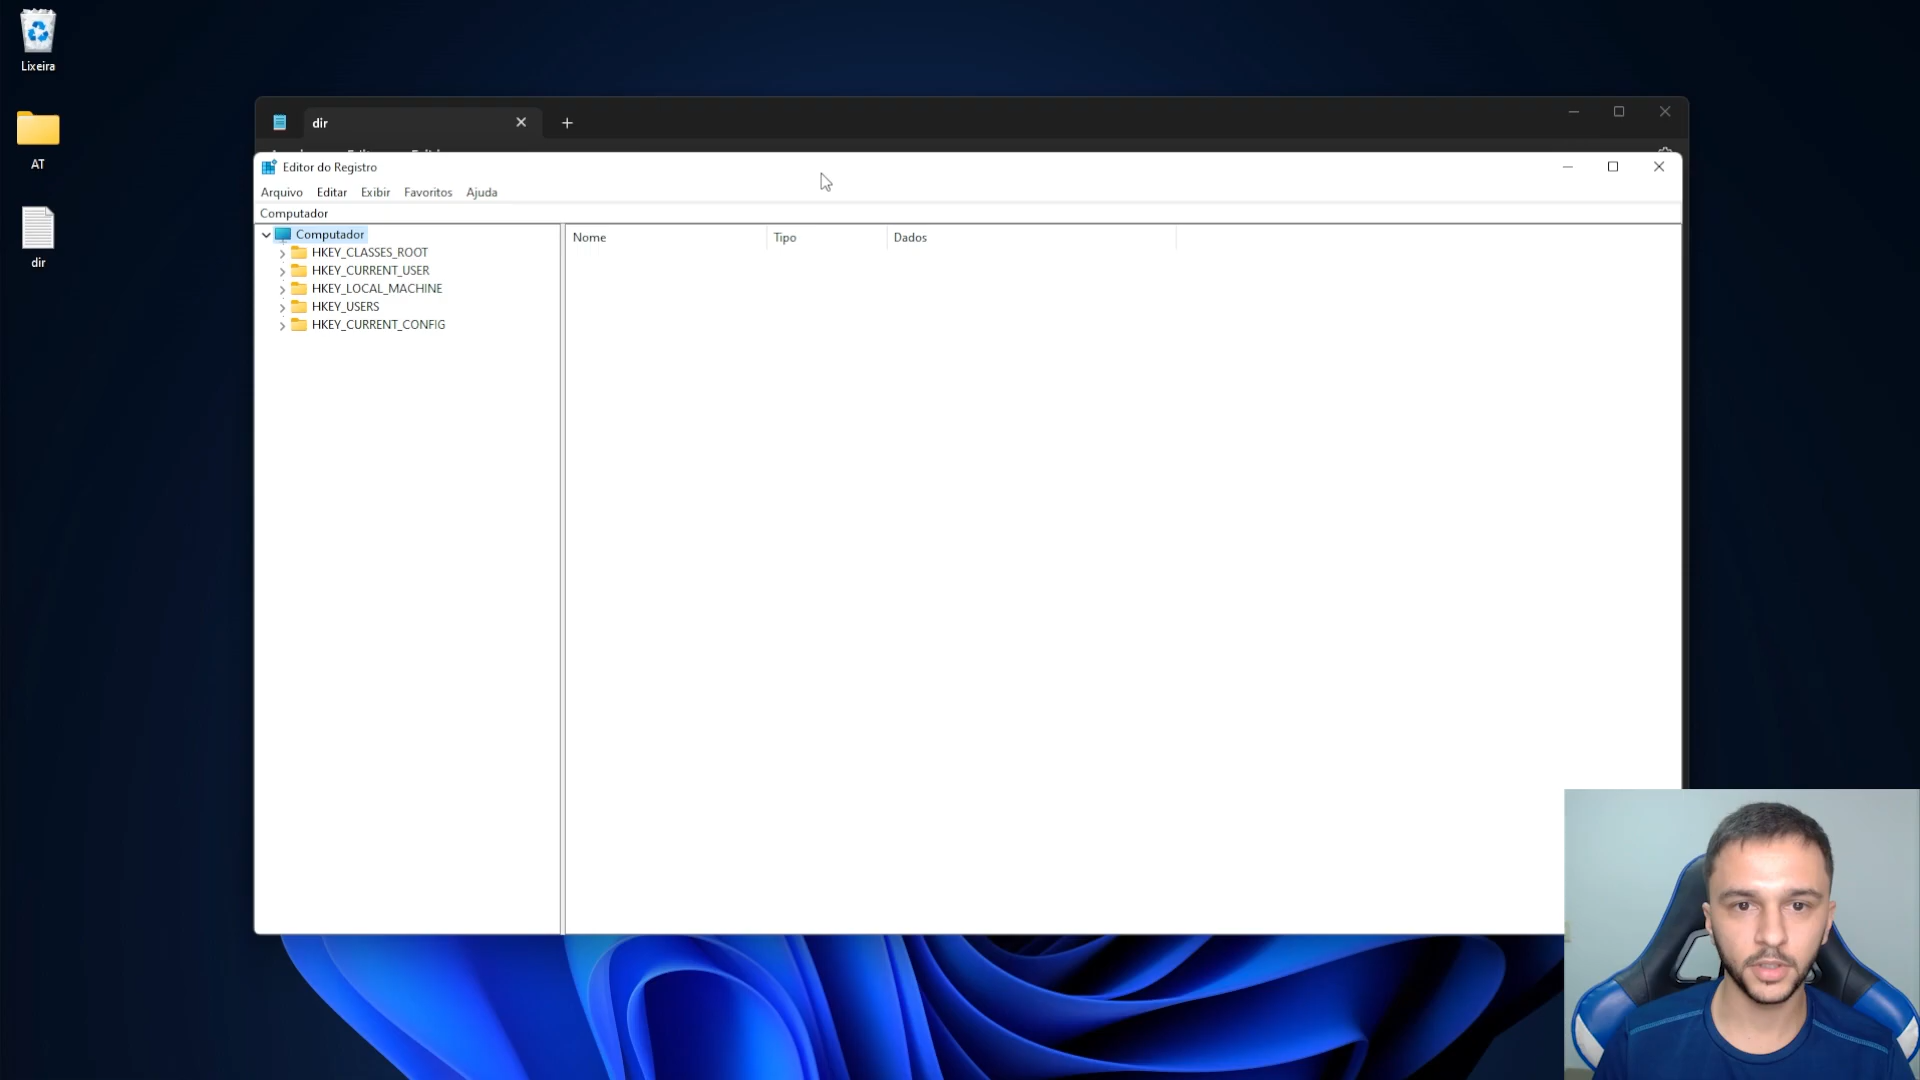 Lixeira
AT
dir
dir
Editor do Registro
Arquivo Editar Exibir Favoritos Ajuda
Computador
Computador
HKEY_CLASSES_ROOT
HKEY_CURRENT_USER
HKEY_LOCAL_MACHINE
HKEY_USERS
HKEY_CURRENT_CONFIG
Nome Tipo Dados